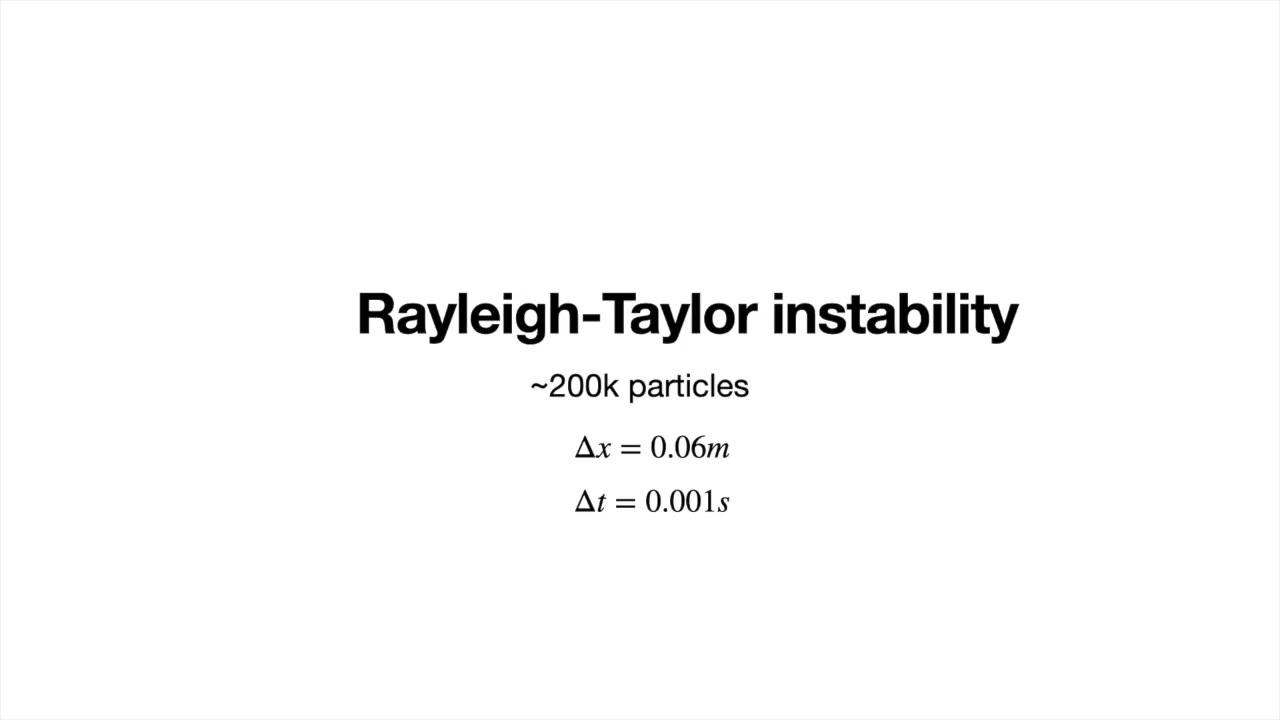 Rayleigh-Taylor instability
~200k particles
Δx = 0.06m
Δt = 0.001s